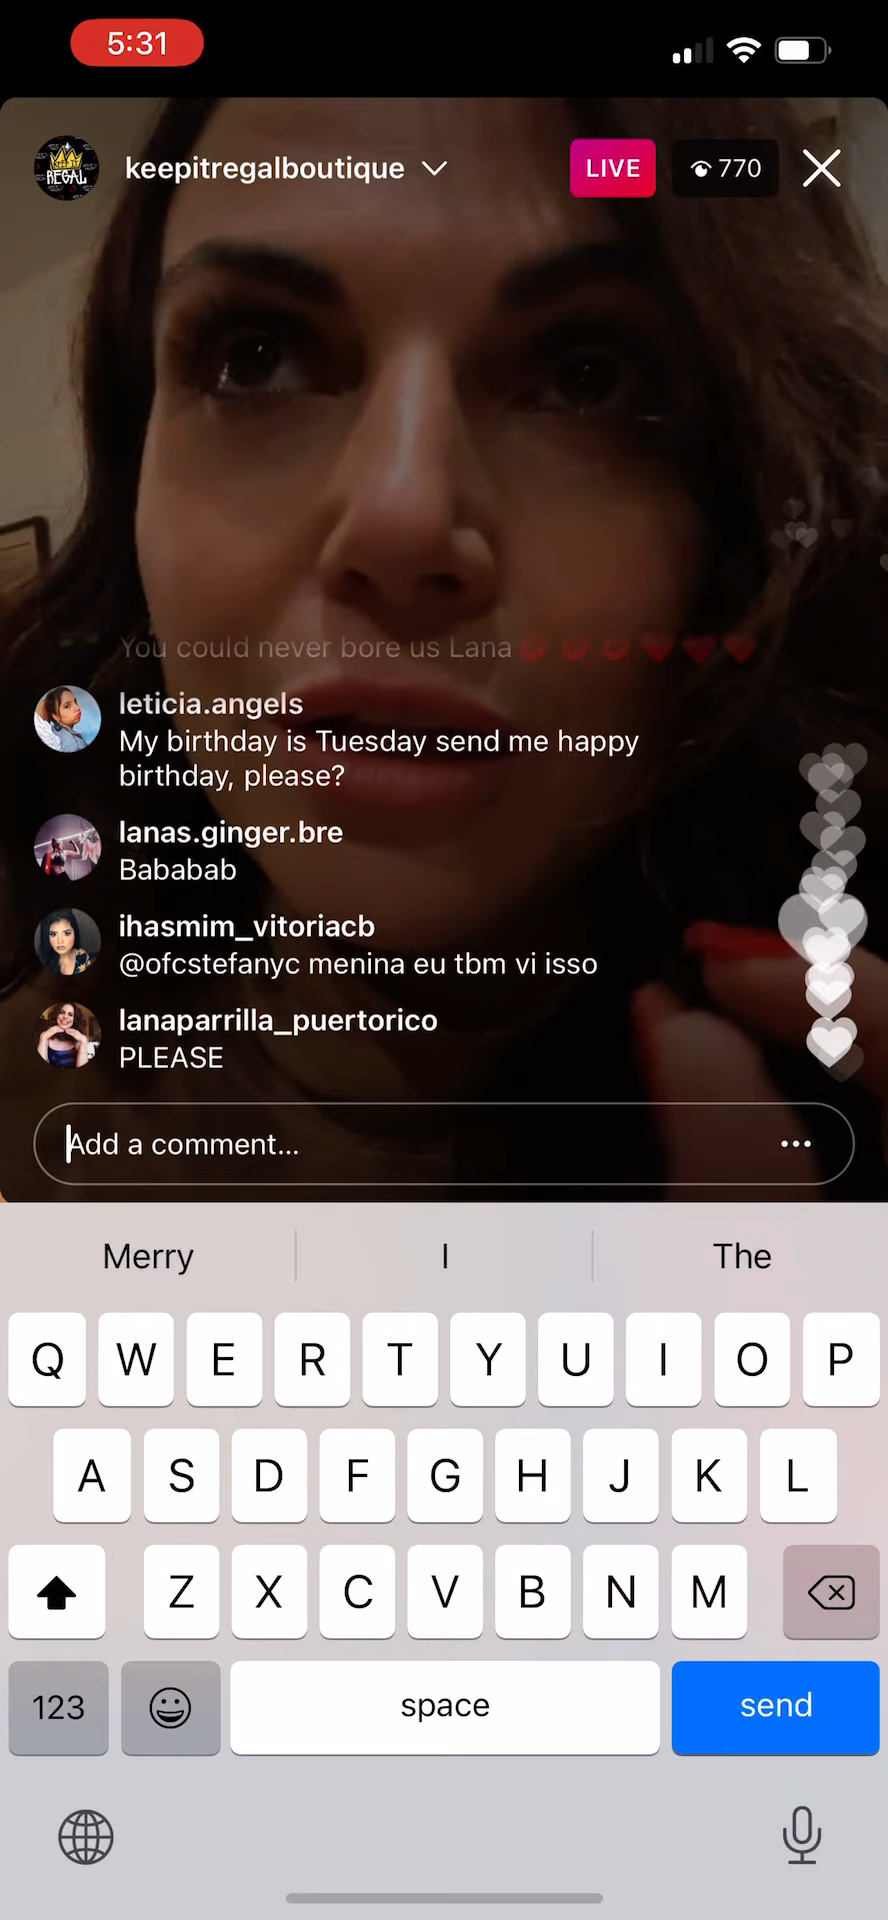 5:31
REGAL
keepitregalboutique
LIVE
770
You could never bore us Lana
leticia.angels
My birthday is Tuesday send me happy
birthday, please?
lanas.ginger.bre
Bababab
ihasmim_vitoriacb
@ofcstefanyc menina eu tbm vi isso
lanaparrilla_puertorico
PLEASE
Add a comment...
Merry I The
Q W E R T Y U I O P
A S D F G H J K L
Z X C V B N M
123 space send